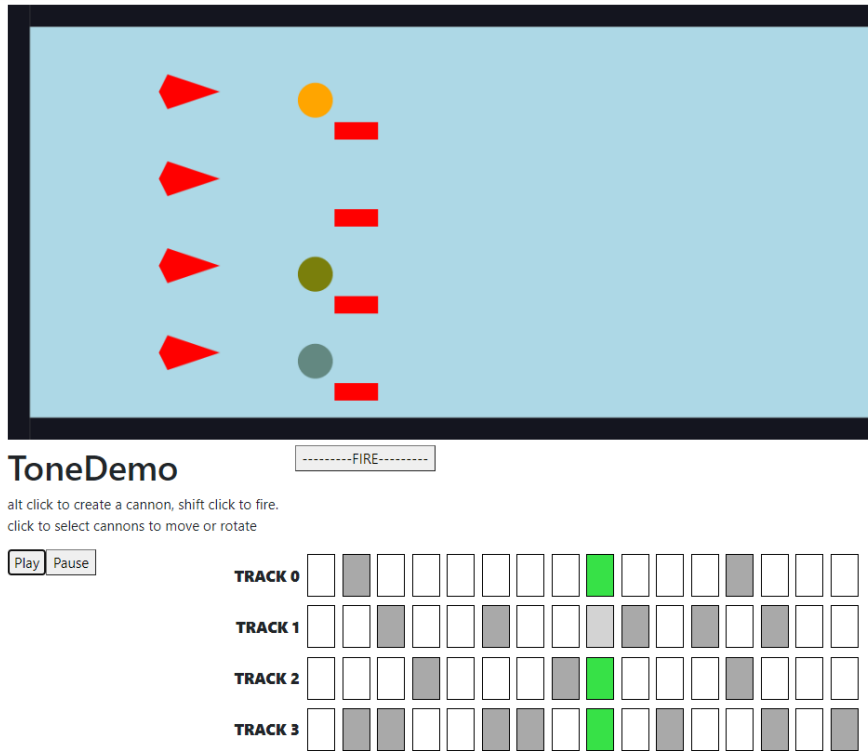 ---------FIRE---------
ToneDemo
alt click to create a cannon, shift click to fire.
click to select cannons to move or rotate
Play Pause
TRACK 0
TRACK 1
TRACK 2
TRACK 3